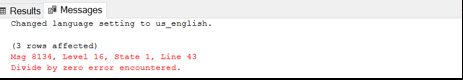 Results Messages
Changed language setting to us_english.
(3 rows affected)
Msg 8134, Level 16, State 1, Line 43
Divide by zero error encountered.